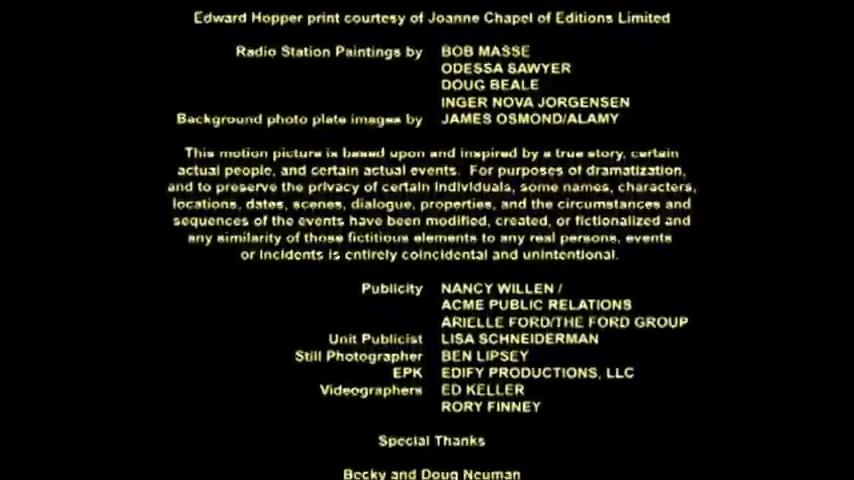 Edward Hopper print courtesy of Joanne Chapel of Editions Limited
Radio Station Paintings by BOB MASSE
ODESSA SAWYER
DOUG BEALE
INGER NOVA JORGENSEN
Background photo plate images by JAMES OSMOND/ALAMY
This motion picture is based upon and inspired by a true story, certain
actual people, and certain actual events. For purposes of dramatization,
and to preserve the privacy of certain individuals, some names, characters,
locations, dates, scenes, dialogue, properties, and the circumstances and
sequences of the events have been modified, created, or fictionalized and
any similarity of those fictitious elements to any real persons, events
or incidents is entirely coincidental and unintentional.
Publicity NANCY WILLEN /
ACME PUBLIC RELATIONS
ARIELLE FORD/THE FORD GROUP
Unit Publicist LISA SCHNEIDERMAN
Still Photographer BEN LIPSEY
EPK EDIFY PRODUCTIONS, LLC
Videographers ED KELLER
RORY FINNEY
Special Thanks
Becky and Doug Neuman